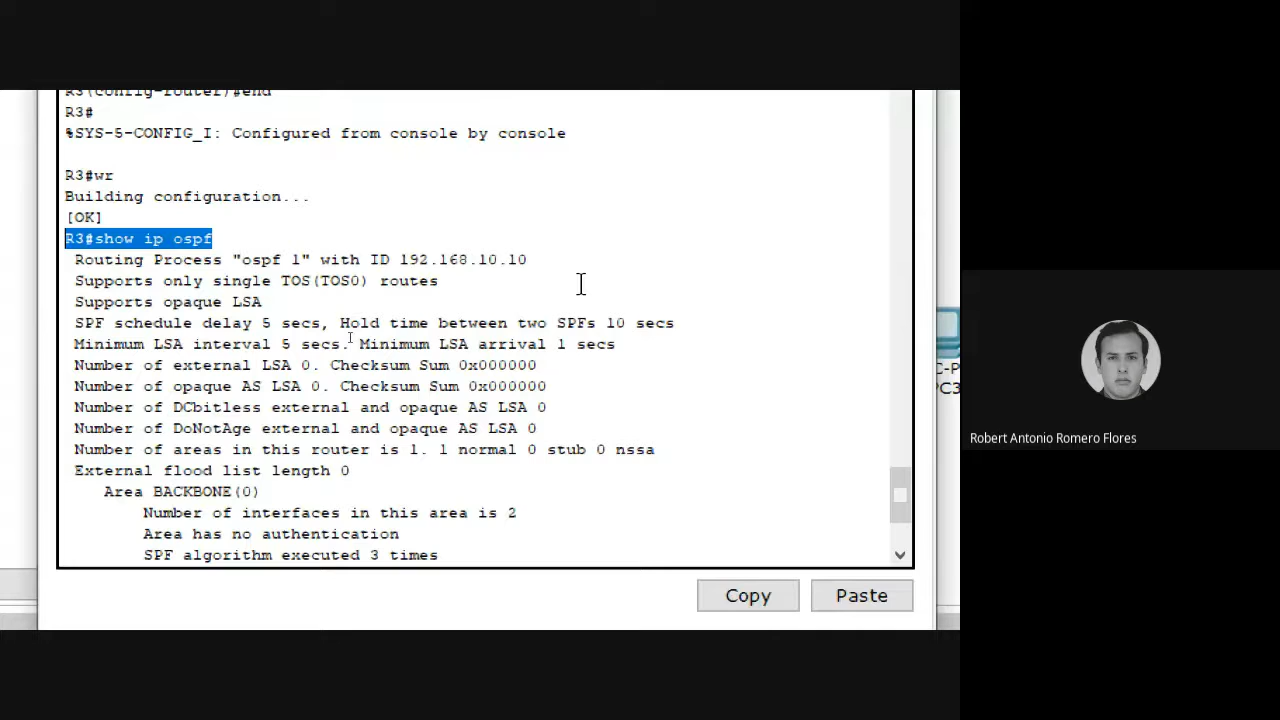 R3(config-router)#end
R3#
%SYS-5-CONFIG_I: Configured from console by console
R3#wr
Building configuration...
[OK]
R3#show ip ospf
Routing Process "ospf 1" with ID 192.168.10.10
Supports only single TOS(TOS0) routes
Supports opaque LSA
SPF schedule delay 5 secs, Hold time between two SPFs 10 secs
Minimum LSA interval 5 secs. Minimum LSA arrival 1 secs
Number of external LSA 0. Checksum Sum 0x000000
Number of opaque AS LSA 0. Checksum Sum 0x000000
Number of DCbitless external and opaque AS LSA 0
Number of DoNotAge external and opaque AS LSA 0
Number of areas in this router is 1. 1 normal 0 stub 0 nssa
External flood list length 0
Area BACKBONE(0)
Number of interfaces in this area is 2
Area has no authentication
SPF algorithm executed 3 times
Copy
Paste
C-P
PC3
Robert Antonio Romero Flores